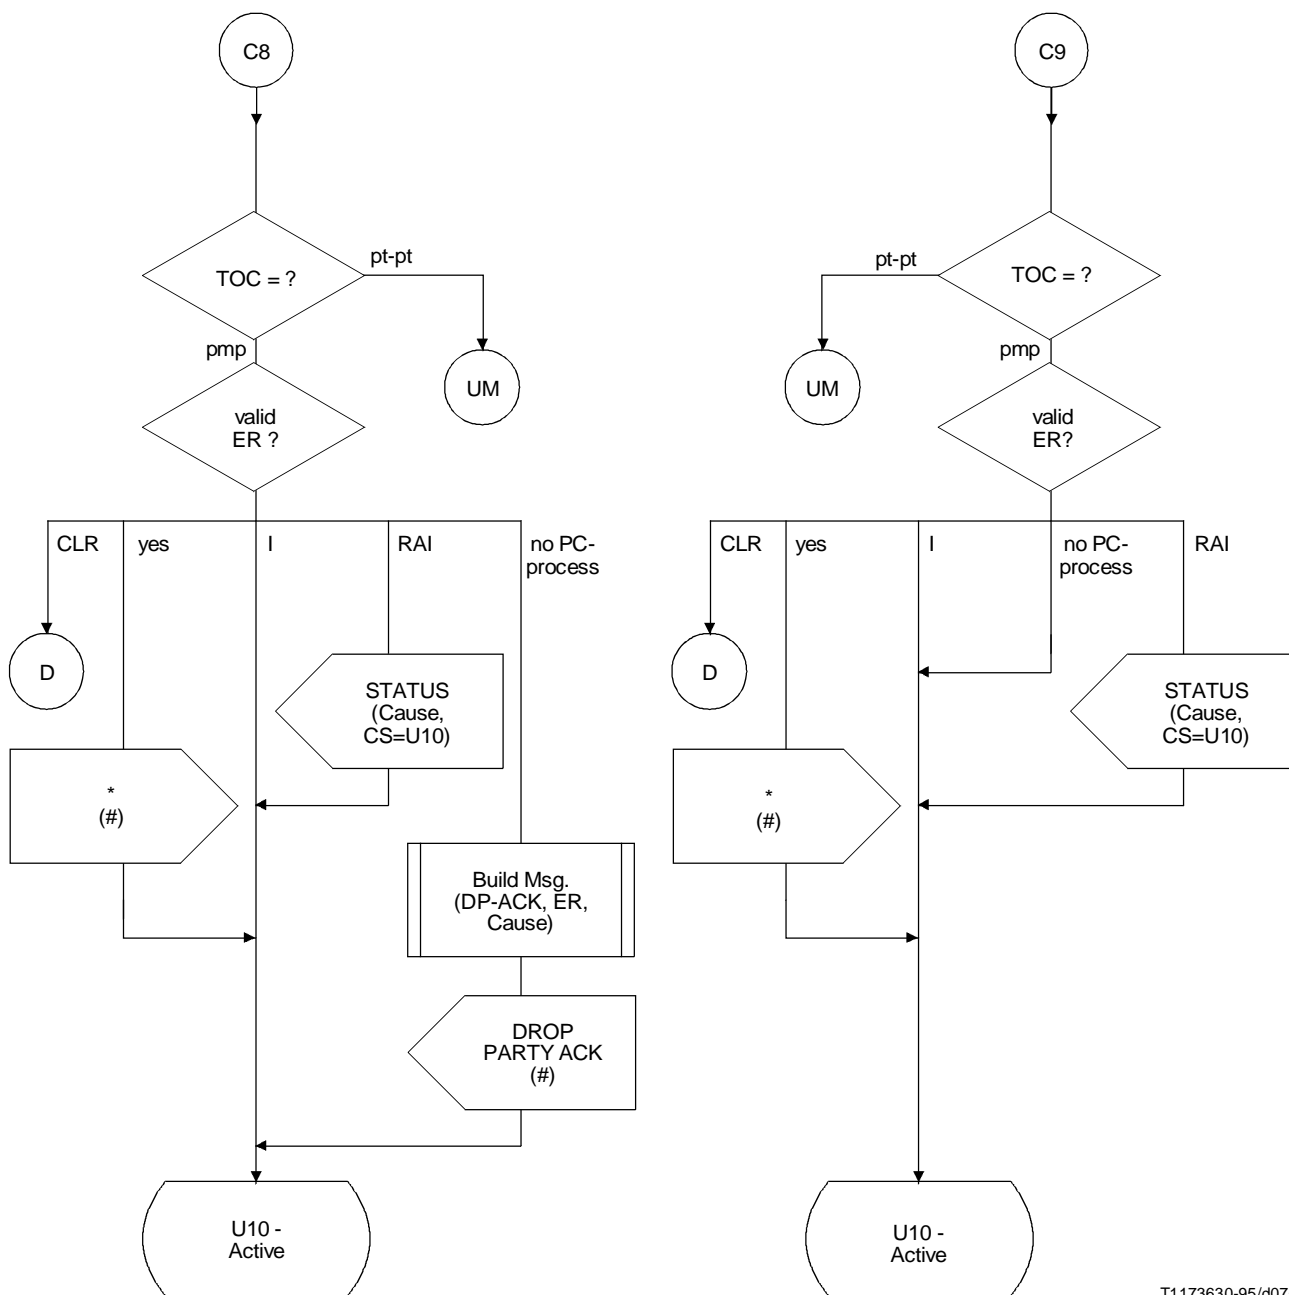 C8
TOC = ?
pt-pt
UM
pmp
valid
ER ?
CLR
yes
I
RAI
no PC-
process
D
STATUS
(Cause,
CS=U10)
*
(#)
Build Msg.
(DP-ACK, ER,
Cause)
DROP
PARTY ACK
(#)
U10 -
Active
C9
TOC = ?
pt-pt
UM
pmp
valid
ER?
CLR
yes
I
no PC-
process
RAI
D
STATUS
(Cause,
CS=U10)
*
(#)
U10 -
Active
T1173630-95/d07